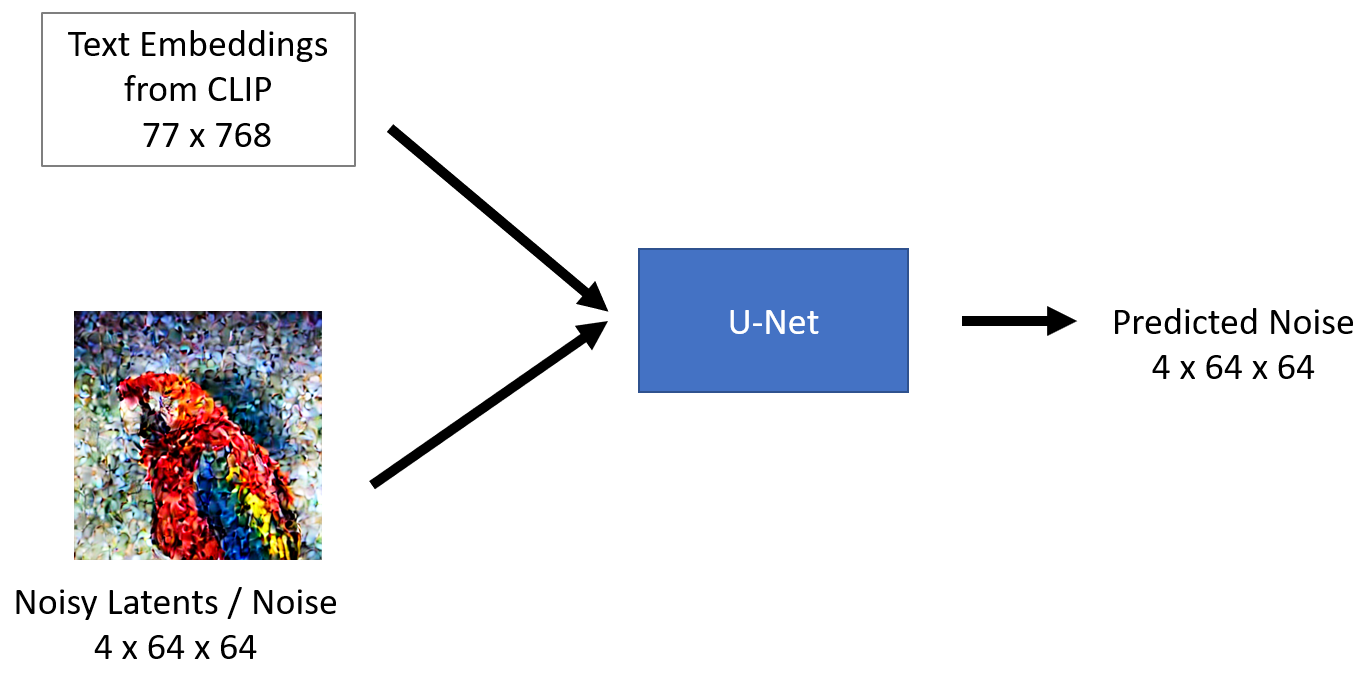 Text Embeddings
from CLIP
77 x 768
U-Net
Predicted Noise
4 x 64 x 64
Noisy Latents / Noise
4 x 64 x 64